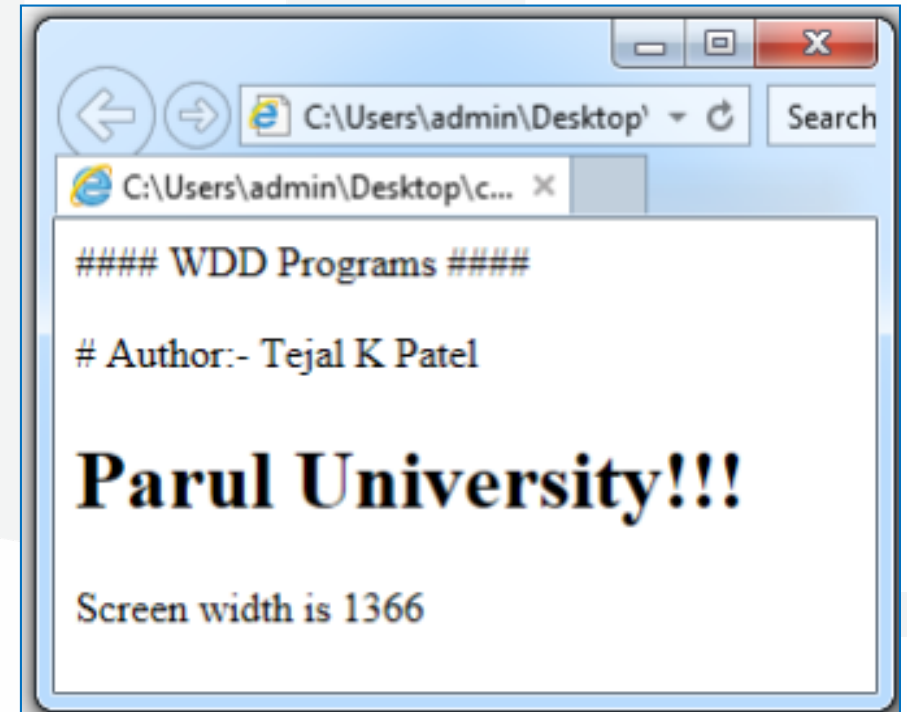 C:\Users\admin\Desktop\
Search
C:\Users\admin\Desktop\c...
#### WDD Programs ####
# Author:- Tejal K Patel
Parul University!!!
Screen width is 1366